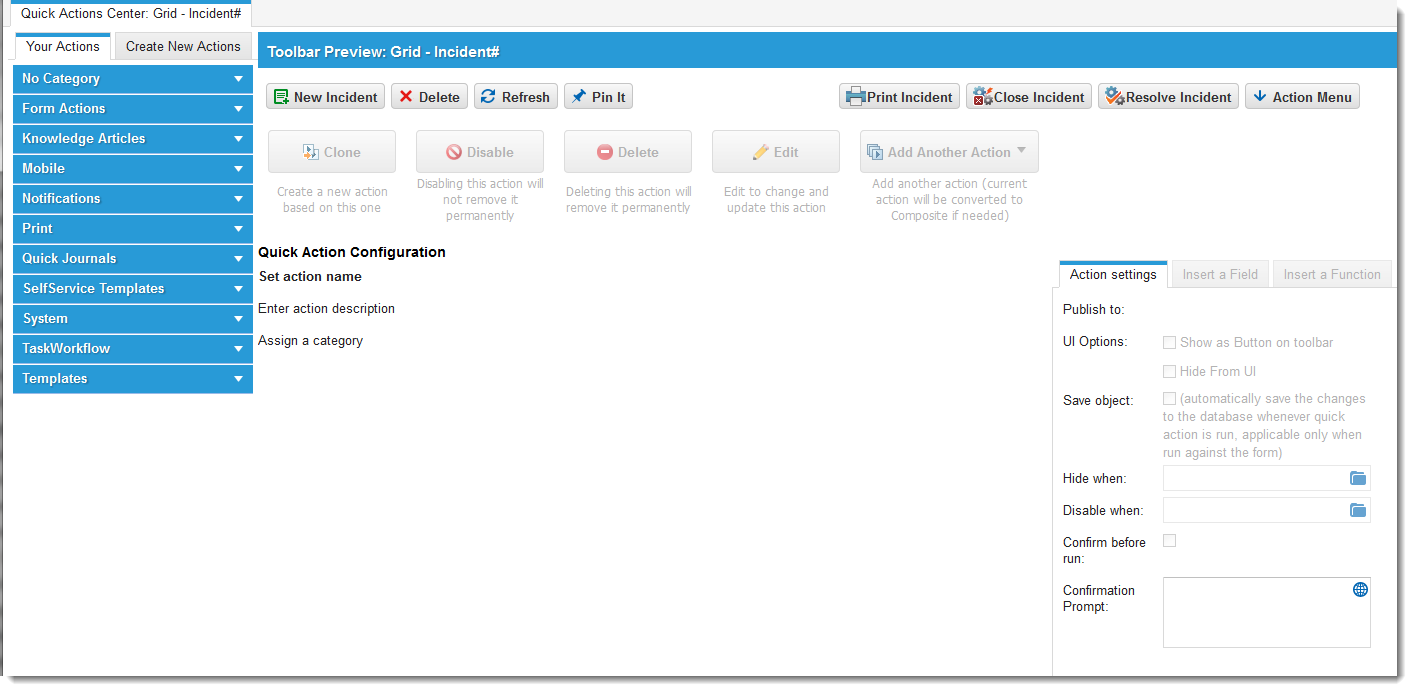 Quick Actions Center: Grid - Incident#
Your Actions
Create New Actions
No Category
Form Actions
Knowledge Articles
Mobile
Notifications
Print
Quick Journals
SelfService Templates
System
TaskWorkflow
Templates
Toolbar Preview: Grid - Incident#
New Incident
Delete
Refresh
Pin It
Print Incident
Close Incident
Resolve Incident
Action Menu
Clone
Create a new action
based on this one
Disable
Disabling this action will
not remove it
permanently
Delete
Deleting this action will
remove it permanently
Edit
Edit to change and
update this action
Add Another Action
Add another action (current
action will be converted to
Composite if needed)
Quick Action Configuration
Set action name
Enter action description
Assign a category
Action settings
Insert a Field
Insert a Function
Publish to:
UI Options:
Show as Button on toolbar
Hide From UI
Save object:
(automatically save the changes
to the database whenever quick
action is run, applicable only when
run against the form)
Hide when:
Disable when:
Confirm before
run:
Confirmation
Prompt: